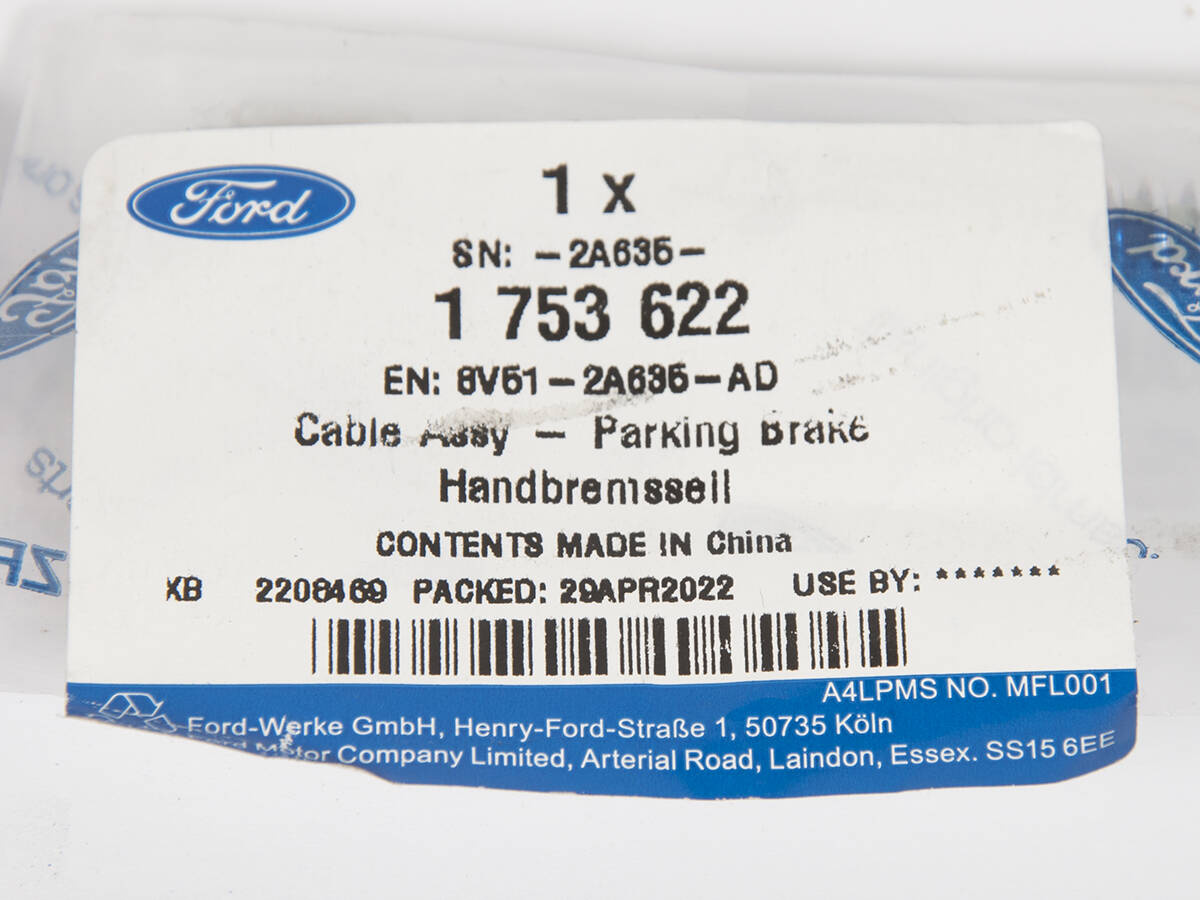 Ford
1 x
SN: -2A635-
1 753 622
EN: 8V51-2A635-AD
Cable Assy - Parking Brake
Handbremsseil
CONTENTS MADE IN China
XB 2208469 PACKED: 29APR2022 USE BY: *******
A4LPMS NO. MFL001
Ford-Werke GmbH, Henry-Ford-Straße 1, 50735 Köln
Ford Motor Company Limited, Arterial Road, Laindon, Essex. SS15 6EE